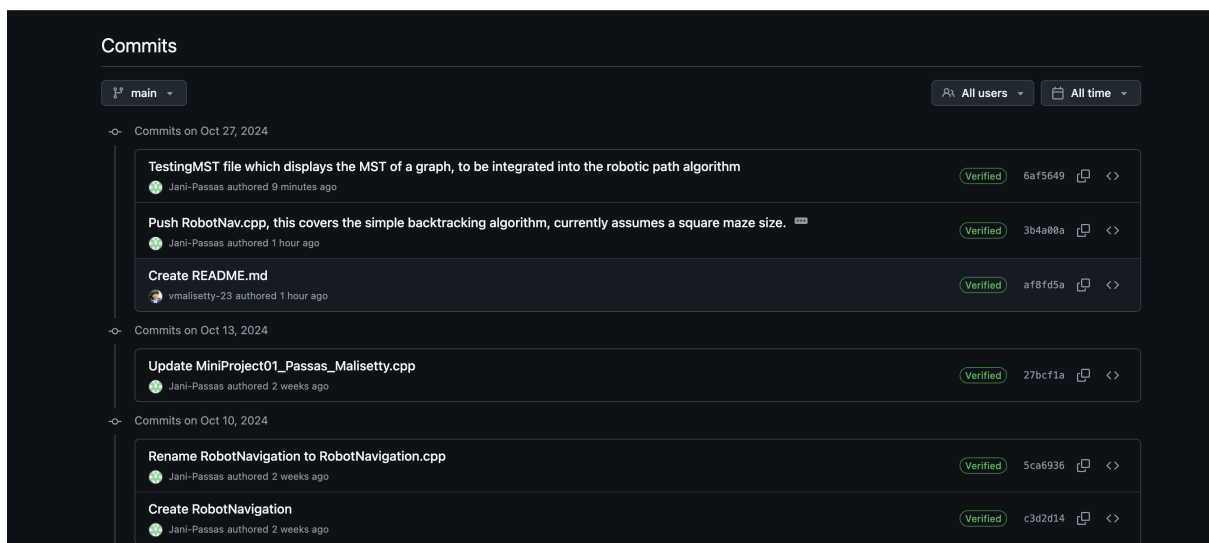 Commits
main
All users
All time
Commits on Oct 27, 2024
TestingMST file which displays the MST of a graph, to be integrated into the robotic path algorithm
Jani-Passas authored 9 minutes ago
Verified
6af5649
Push RobotNav.cpp, this covers the simple backtracking algorithm, currently assumes a square maze size.
Jani-Passas authored 1 hour ago
Verified
3b4a00a
Create README.md
vmalisetty-23 authored 1 hour ago
Verified
af8fd5a
Commits on Oct 13, 2024
Update MiniProject01_Passas_Malisetty.cpp
Jani-Passas authored 2 weeks ago
Verified
27bcf1a
Commits on Oct 10, 2024
Rename RobotNavigation to RobotNavigation.cpp
Jani-Passas authored 2 weeks ago
Verified
5ca6936
Create RobotNavigation
Jani-Passas authored 2 weeks ago
Verified
c3d2d14